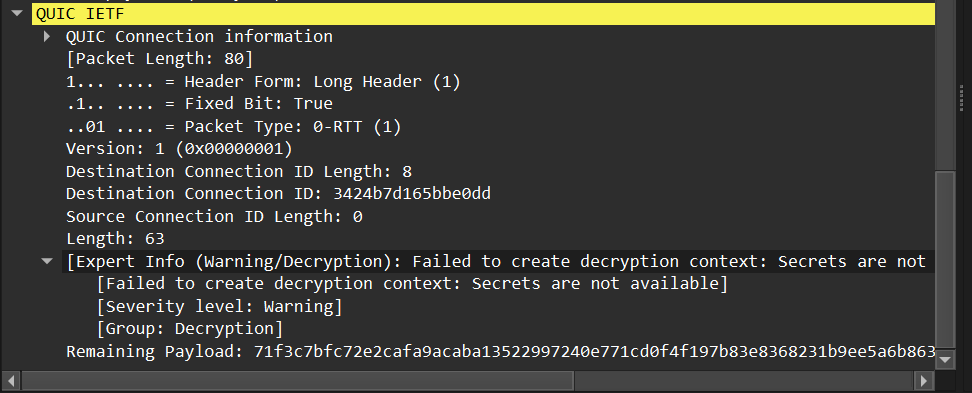 QUIC IETF
QUIC Connection information
[Packet Length: 80]
1... .... = Header Form: Long Header (1)
.1.. .... = Fixed Bit: True
..01 .... = Packet Type: 0-RTT (1)
Version: 1 (0x00000001)
Destination Connection ID Length: 8
Destination Connection ID: 3424b7d165bbe0dd
Source Connection ID Length: 0
Length: 63
[Expert Info (Warning/Decryption): Failed to create decryption context: Secrets are not
[Failed to create decryption context: Secrets are not available]
[Severity level: Warning]
[Group: Decryption]
Remaining Payload: 71f3c7bfc72e2cafa9acaba13522997240e771cd0f4f197b83e8368231b9ee5a6b863